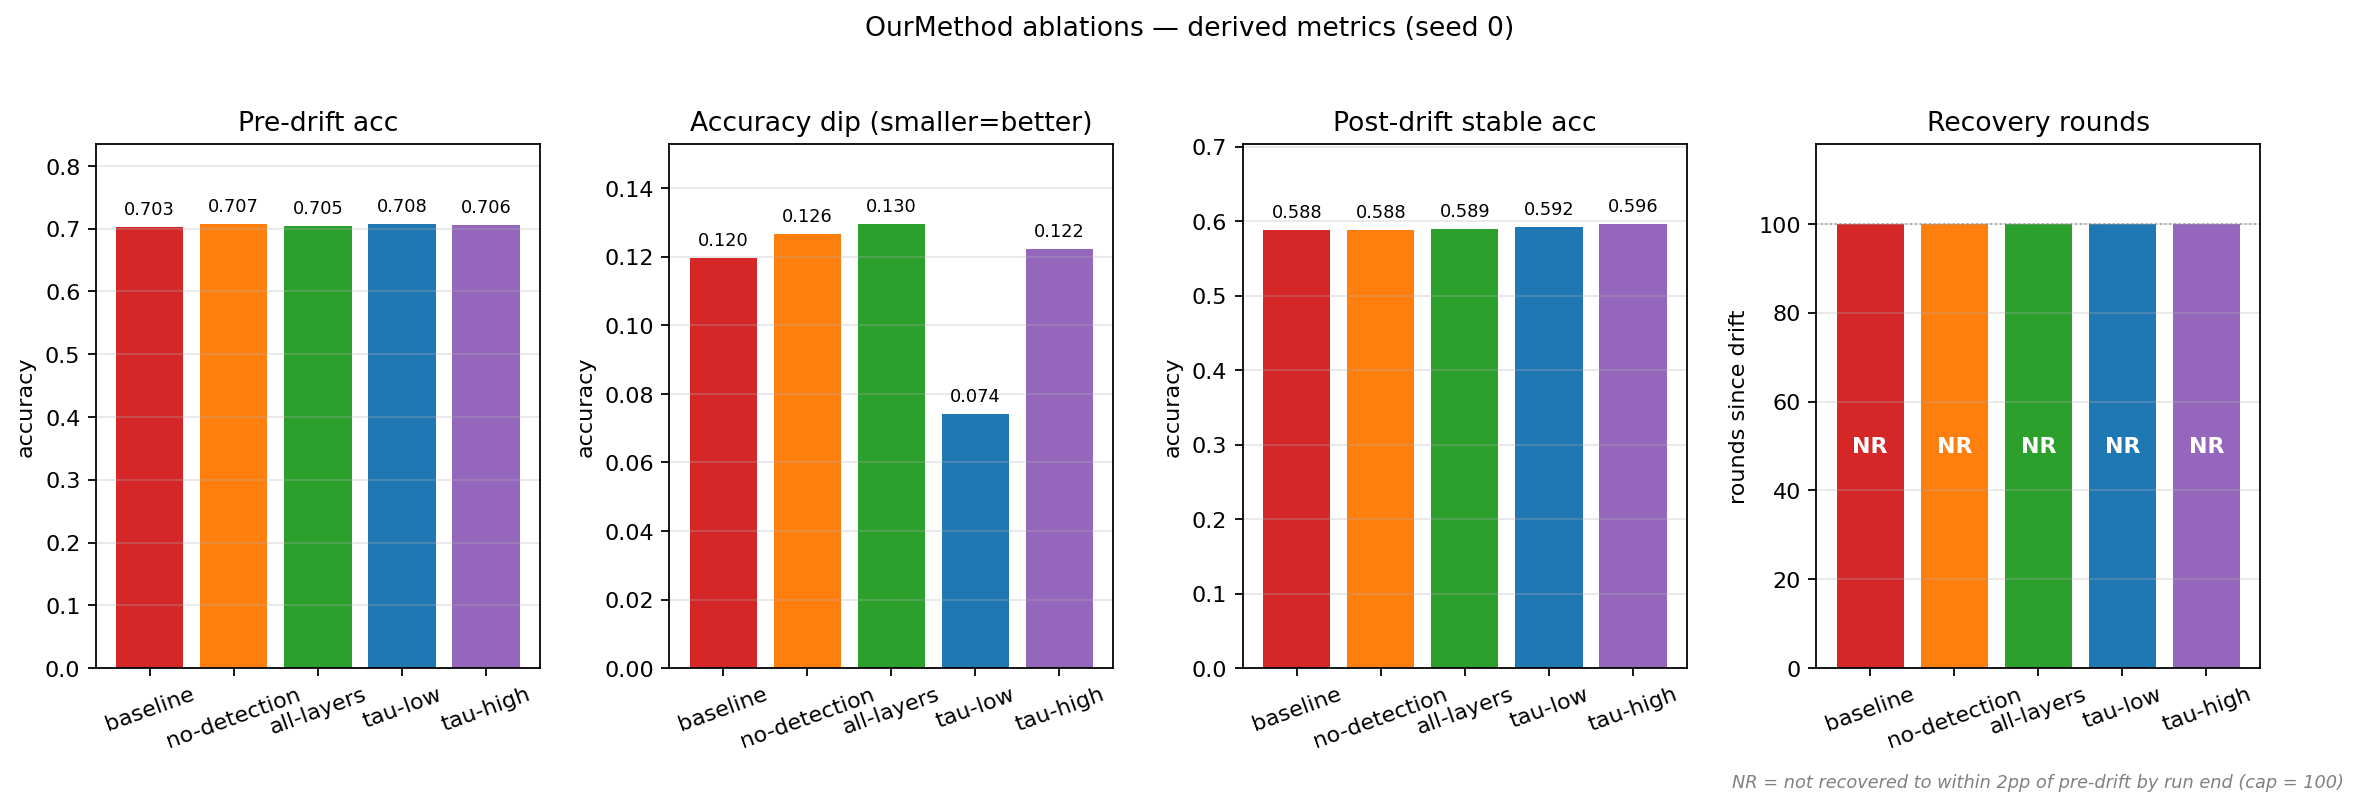 OurMethod ablations — derived metrics (seed 0)
Pre-drift acc
accuracy
0.8
0.7
0.6
0.5
0.4
0.3
0.2
0.1
0.0
0.703
0.707
0.705
0.708
0.706
baseline
no-detection
all-layers
tau-low
tau-high
Accuracy dip (smaller=better)
accuracy
0.14
0.12
0.10
0.08
0.06
0.04
0.02
0.00
0.120
0.126
0.130
0.074
0.122
baseline
no-detection
all-layers
tau-low
tau-high
Post-drift stable acc
accuracy
0.7
0.6
0.5
0.4
0.3
0.2
0.1
0.0
0.588
0.588
0.589
0.592
0.596
baseline
no-detection
all-layers
tau-low
tau-high
Recovery rounds
rounds since drift
100
80
60
40
20
0
NR
NR
NR
NR
NR
baseline
no-detection
all-layers
tau-low
tau-high
NR = not recovered to within 2pp of pre-drift by run end (cap = 100)